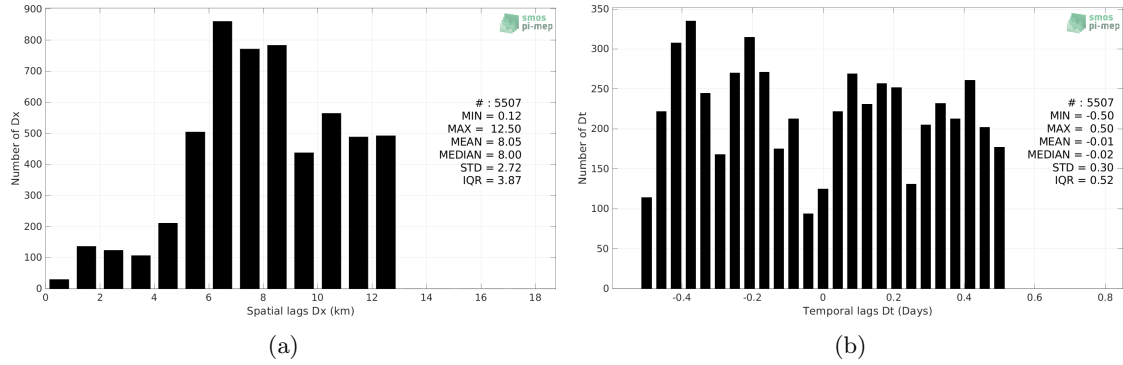 900
800
700
600
500
400
300
200
100
0
Number of Dx
0 2 4 6 8 10 12 14 16 18
Spatial lags Dx (km)
smos
pi-mep
# : 5507
MIN = 0.12
MAX = 12.50
MEAN = 8.05
MEDIAN = 8.00
STD = 2.72
IQR = 3.87
(a)
350
300
250
200
150
100
50
0
Number of Dt
-0.4 -0.2 0 0.2 0.4 0.6 0.8
Temporal lags Dt (Days)
smos
pi-mep
# : 5507
MIN = -0.50
MAX = 0.50
MEAN = -0.01
MEDIAN = -0.02
STD = 0.30
IQR = 0.52
(b)